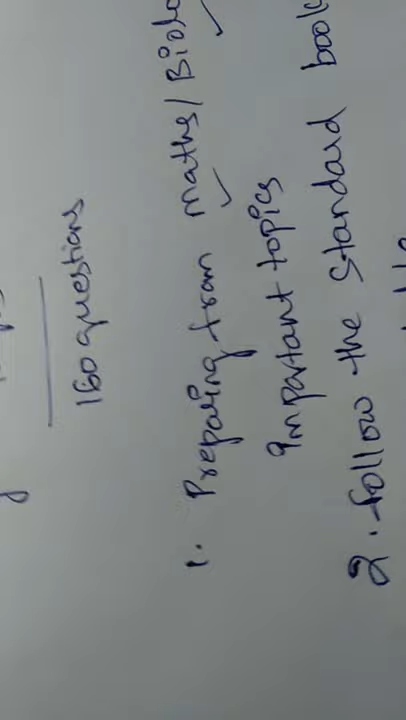 160 questions
1. Preparing from maths/Biolo
Important topics
2. follow the Standard book